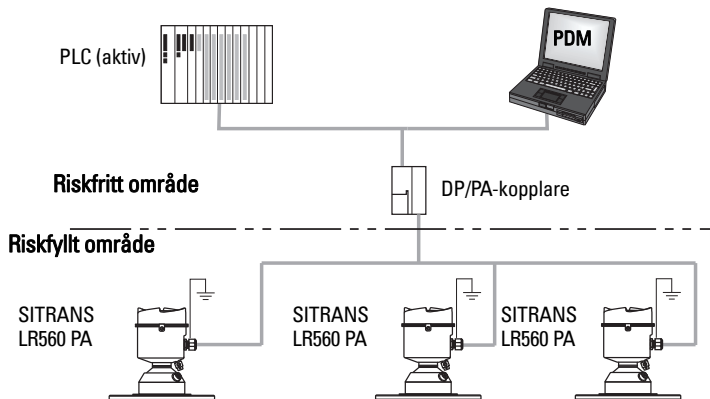 PLC (aktiv)
PDM
Riskfritt område
DP/PA-kopplare
Riskfyllt område
SITRANS
LR560 PA
SITRANS
LR560 PA
SITRANS
LR560 PA